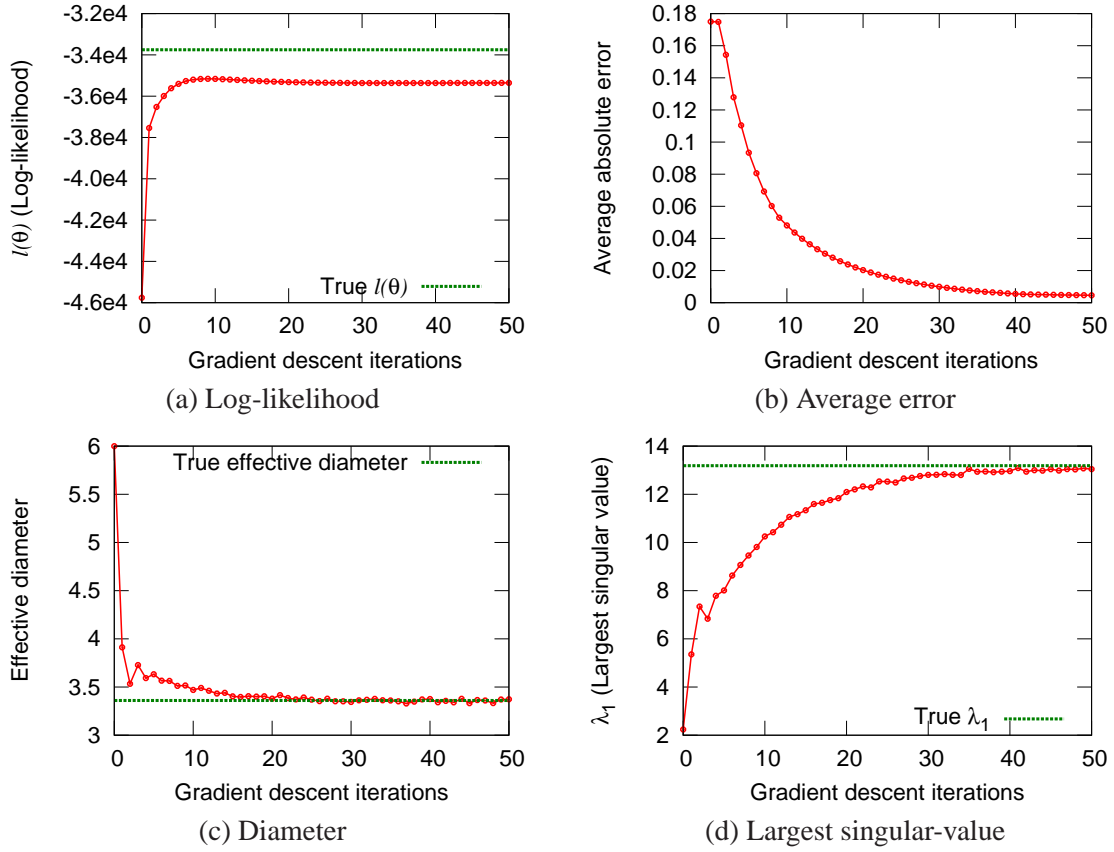 -3.2e4
-3.4e4
-3.6e4
-3.8e4
-4.0e4
-4.2e4
-4.4e4
-4.6e4
l(θ) (Log-likelihood)
True l(θ)
0 10 20 30 40 50
Gradient descent iterations
(a) Log-likelihood
0.18
0.16
0.14
0.12
0.1
0.08
0.06
0.04
0.02
0
Average absolute error
0 10 20 30 40 50
Gradient descent iterations
(b) Average error
6
5.5
5
4.5
4
3.5
3
Effective diameter
True effective diameter
0 10 20 30 40 50
Gradient descent iterations
(c) Diameter
14
12
10
8
6
4
2
λ₁ (Largest singular value)
True λ₁
0 10 20 30 40 50
Gradient descent iterations
(d) Largest singular-value